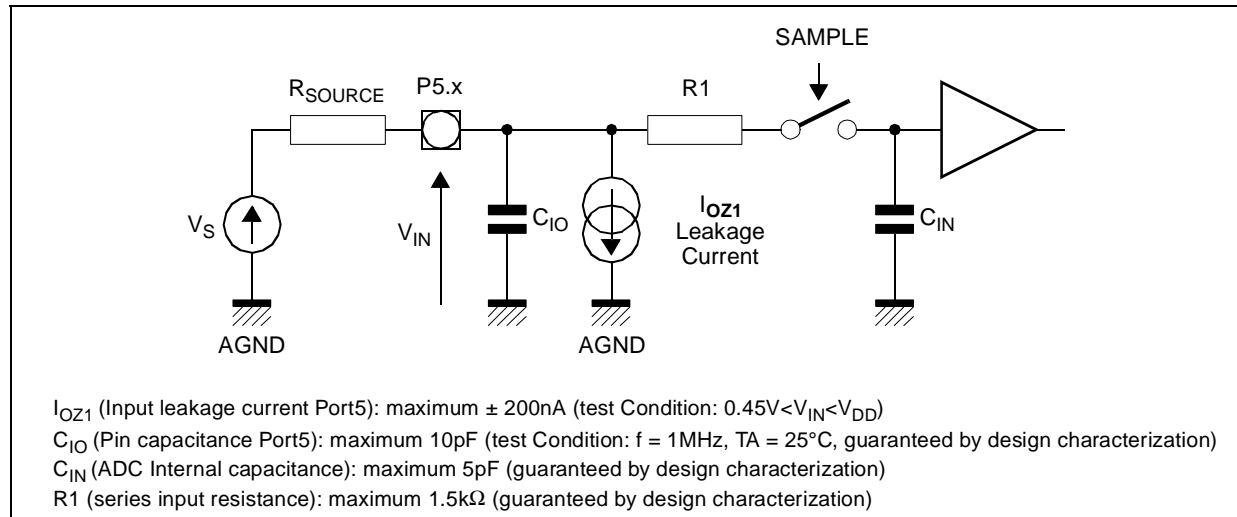 SAMPLE
RSOURCE
P5.x
R1
VS
VIN
CIO
IOZ1
Leakage
Current
CIN
AGND
AGND
IOZ1 (Input leakage current Port5): maximum ± 200nA (test Condition: 0.45V<VIN<VDD)
CIO (Pin capacitance Port5): maximum 10pF (test Condition: f = 1MHz, TA = 25°C, guaranteed by design characterization)
CIN (ADC Internal capacitance): maximum 5pF (guaranteed by design characterization)
R1 (series input resistance): maximum 1.5kΩ (guaranteed by design characterization)